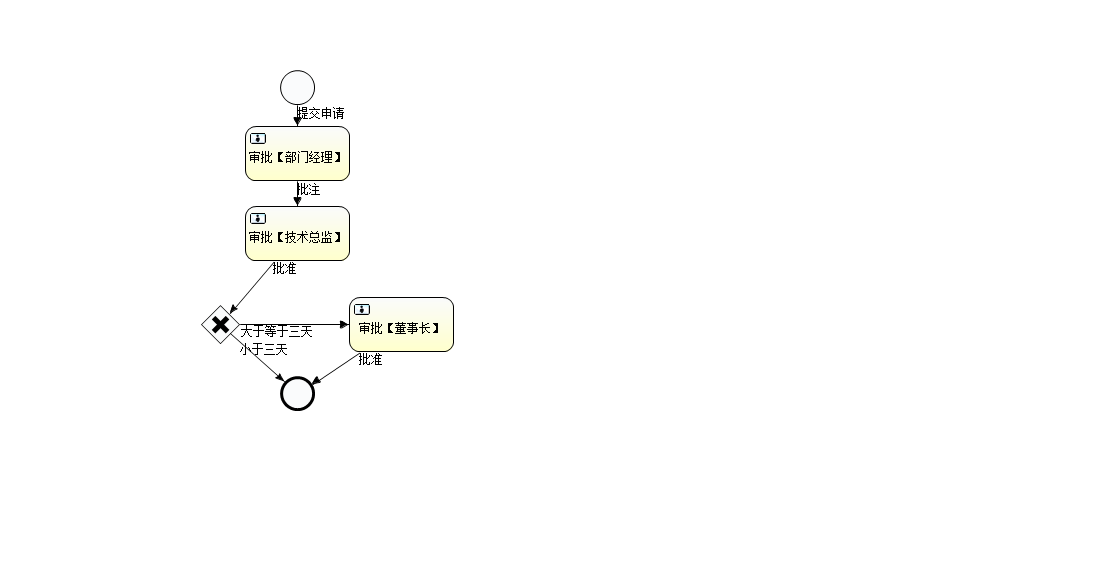 提交申请
审批【部门经理】
批注
审批【技术总监】
批准
大于等于三天
审批【董事长】
小于三天
批准